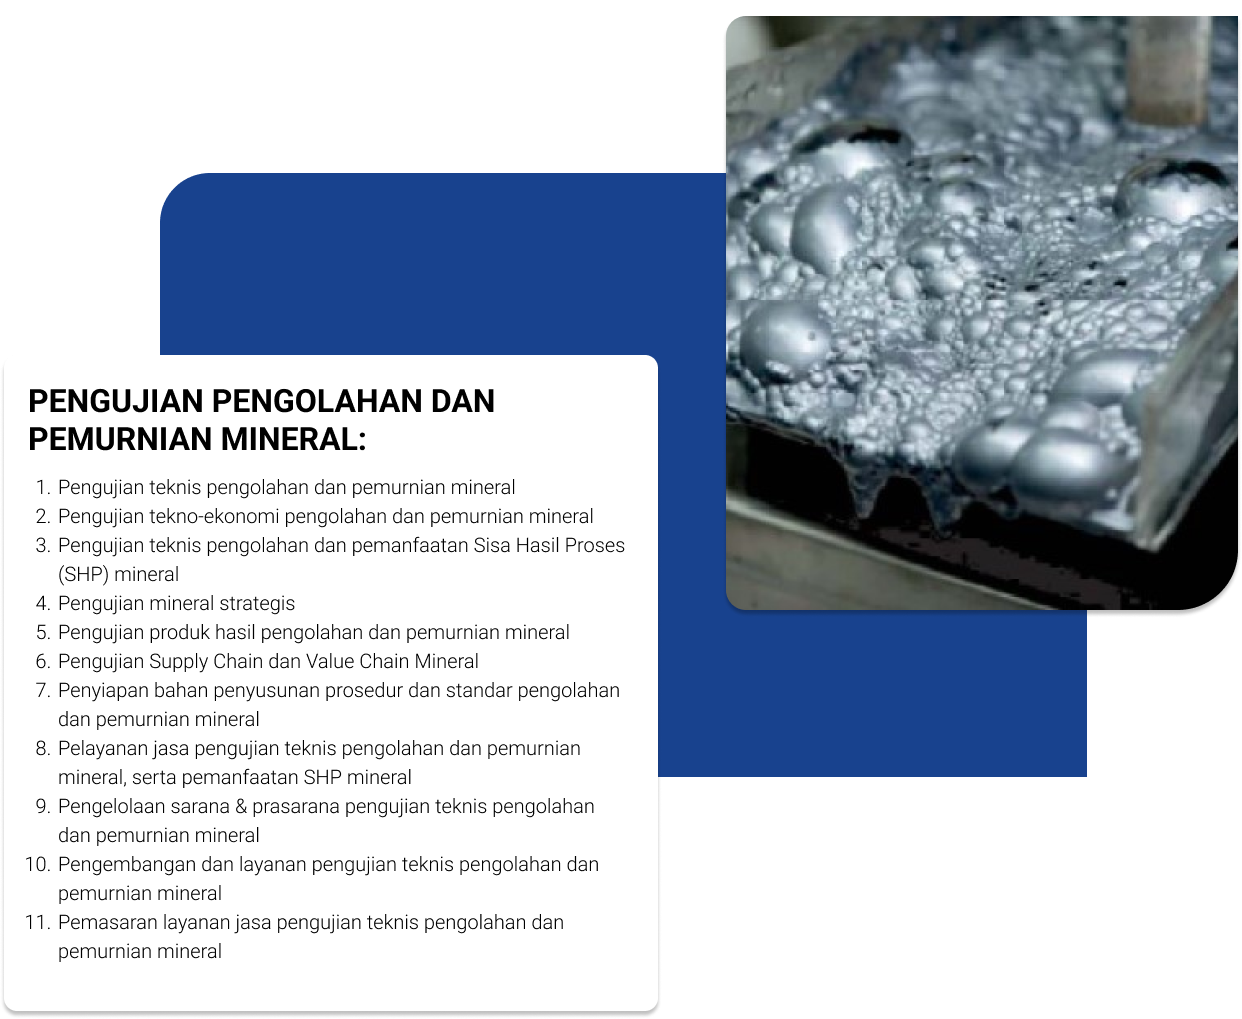 PENGUJIAN PENGOLAHAN DAN
PEMURNIAN MINERAL:
1. Pengujian teknis pengolahan dan pemurnian mineral
2. Pengujian tekno-ekonomi pengolahan dan pemurnian mineral
3. Pengujian teknis pengolahan dan pemanfaatan Sisa Hasil Proses
(SHP) mineral
4. Pengujian mineral strategis
5. Pengujian produk hasil pengolahan dan pemurnian mineral
6. Pengujian Supply Chain dan Value Chain Mineral
7. Penyiapan bahan penyusunan prosedur dan standar pengolahan
dan pemurnian mineral
8. Pelayanan jasa pengujian teknis pengolahan dan pemurnian
mineral, serta pemanfaatan SHP mineral
9. Pengelolaan sarana & prasarana pengujian teknis pengolahan
dan pemurnian mineral
10. Pengembangan dan layanan pengujian teknis pengolahan dan
pemurnian mineral
11. Pemasaran layanan jasa pengujian teknis pengolahan dan
pemurnian mineral